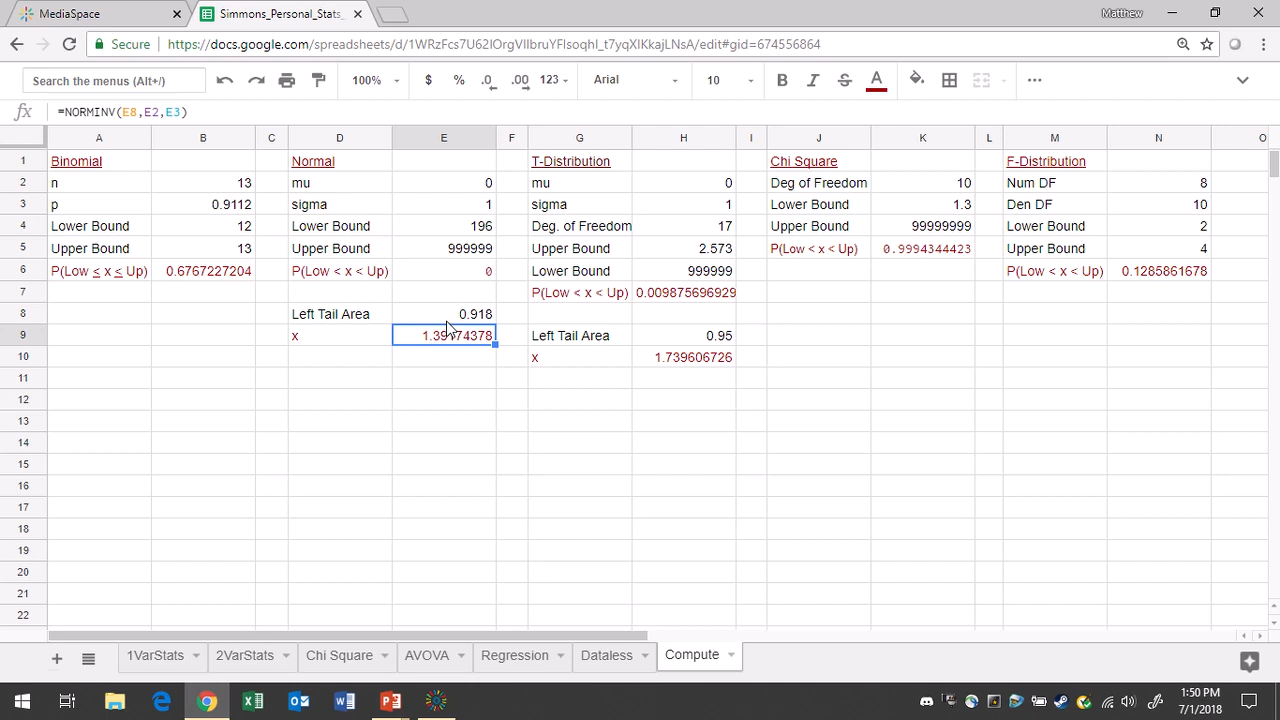 MediaSpace
Simmons_Personal_Stats_
Matthew
Secure
https://docs.google.com/spreadsheets/d/1WRzFcs7U62IOrgVIIbruYFIsoqhl_t7yqXIKkajLNsA/edit#gid=674556864
Search the menus (Alt+/)
100% $ % .0 .00 123 Arial 10 B I S A
fx =NORMINV(E8,E2,E3)
A B C D E F G H I J K L M N O
1 Binomial Normal T-Distribution Chi Square F-Distribution
2 n 13 mu 0 mu 0 Deg of Freedom 10 Num DF 8
3 p 0.9112 sigma 1 sigma 1 Lower Bound 1.3 Den DF 10
4 Lower Bound 12 Lower Bound 196 Deg. of Freedom 17 Upper Bound 99999999 Lower Bound 2
5 Upper Bound 13 Upper Bound 999999 Upper Bound 2.573 P(Low < x < Up) 0.9994344423 Upper Bound 4
6 P(Low ≤ x ≤ Up) 0.6767227204 P(Low < x < Up) 0 Lower Bound 999999 P(Low < x < Up) 0.1285861678
7 P(Low < x < Up) 0.009875696929
8 Left Tail Area 0.918
9 x Left Tail Area 0.95
10 x 1.739606726
11
12
13
14
15
16
17
18
19
20
21
22
1VarStats 2VarStats Chi Square AVOVA Regression Dataless Compute
1:50 PM
7/1/2018